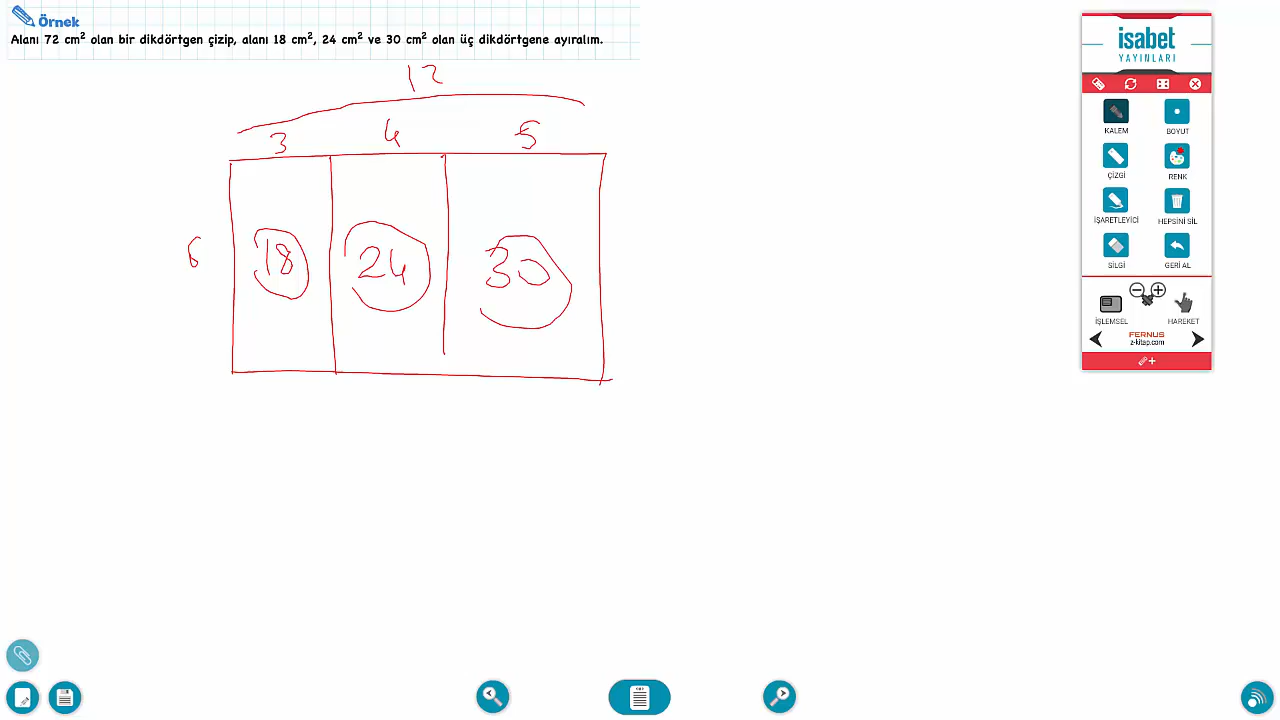 Örnek
Alanı 72 cm² olan bir dikdörtgen çizip, alanı 18 cm², 24 cm² ve 30 cm² olan üç dikdörtgene ayıralım.
12
3 4 5
6
18 24 30
isabet
YAYINLARI
KALEM BOYUT
ÇİZGİ RENK
İŞARETLEYİCİ HEPSİNİ SİL
SİLGİ GERİ AL
İŞLEMSEL HAREKET
FERNUS
z-kitap.com